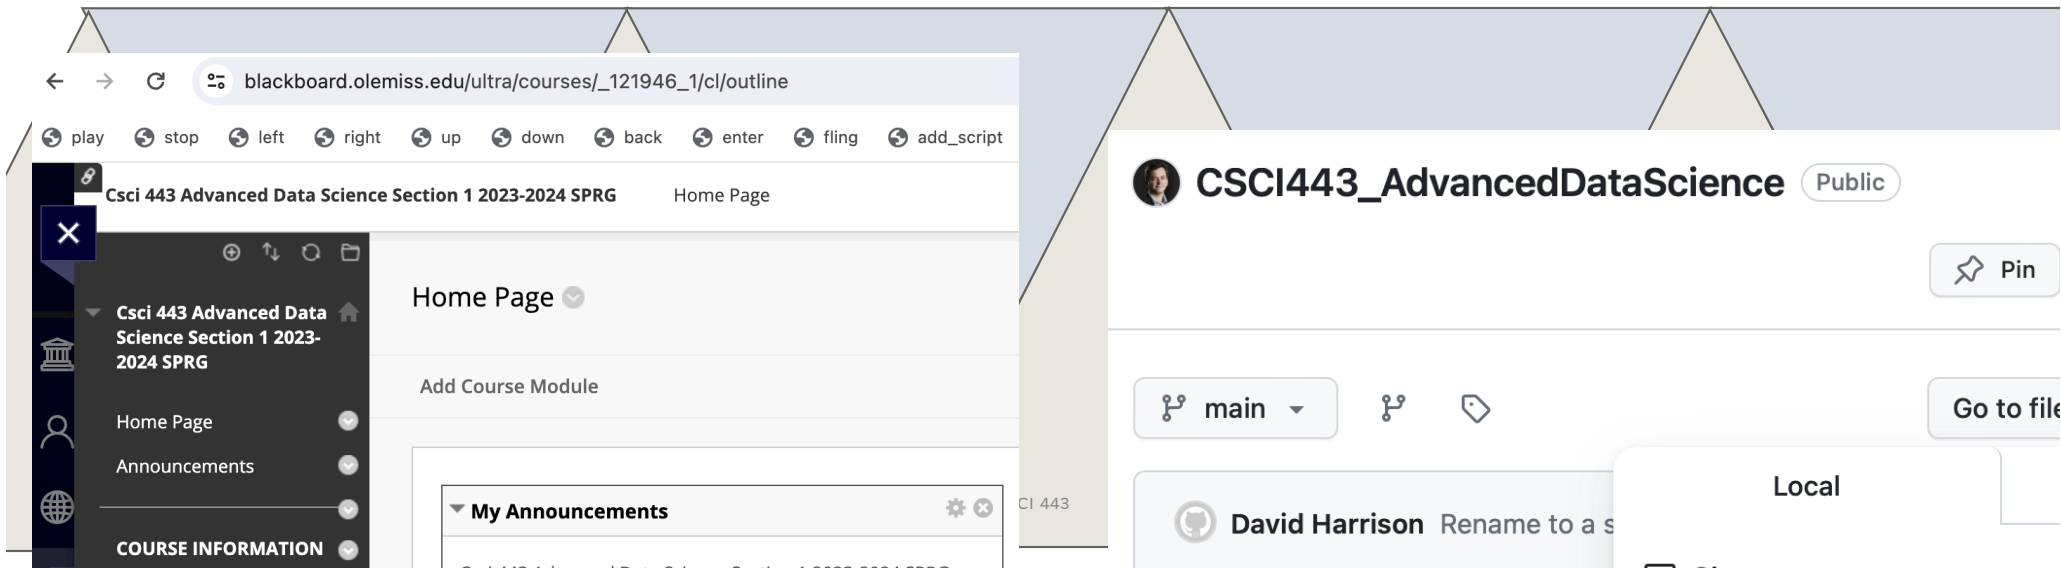 blackboard.olemiss.edu/ultra/courses/_121946_1/cl/outline
play stop left right up down back enter fling add_script
Csci 443 Advanced Data Science Section 1 2023-2024 SPRG Home Page
Csci 443 Advanced Data
Science Section 1 2023-
2024 SPRG
Home Page
Announcements
COURSE INFORMATION
Home Page
Add Course Module
My Announcements
CI 443
CSCI443_AdvancedDataScience Public
Pin
main
Go to file
Local
David Harrison Rename to a s